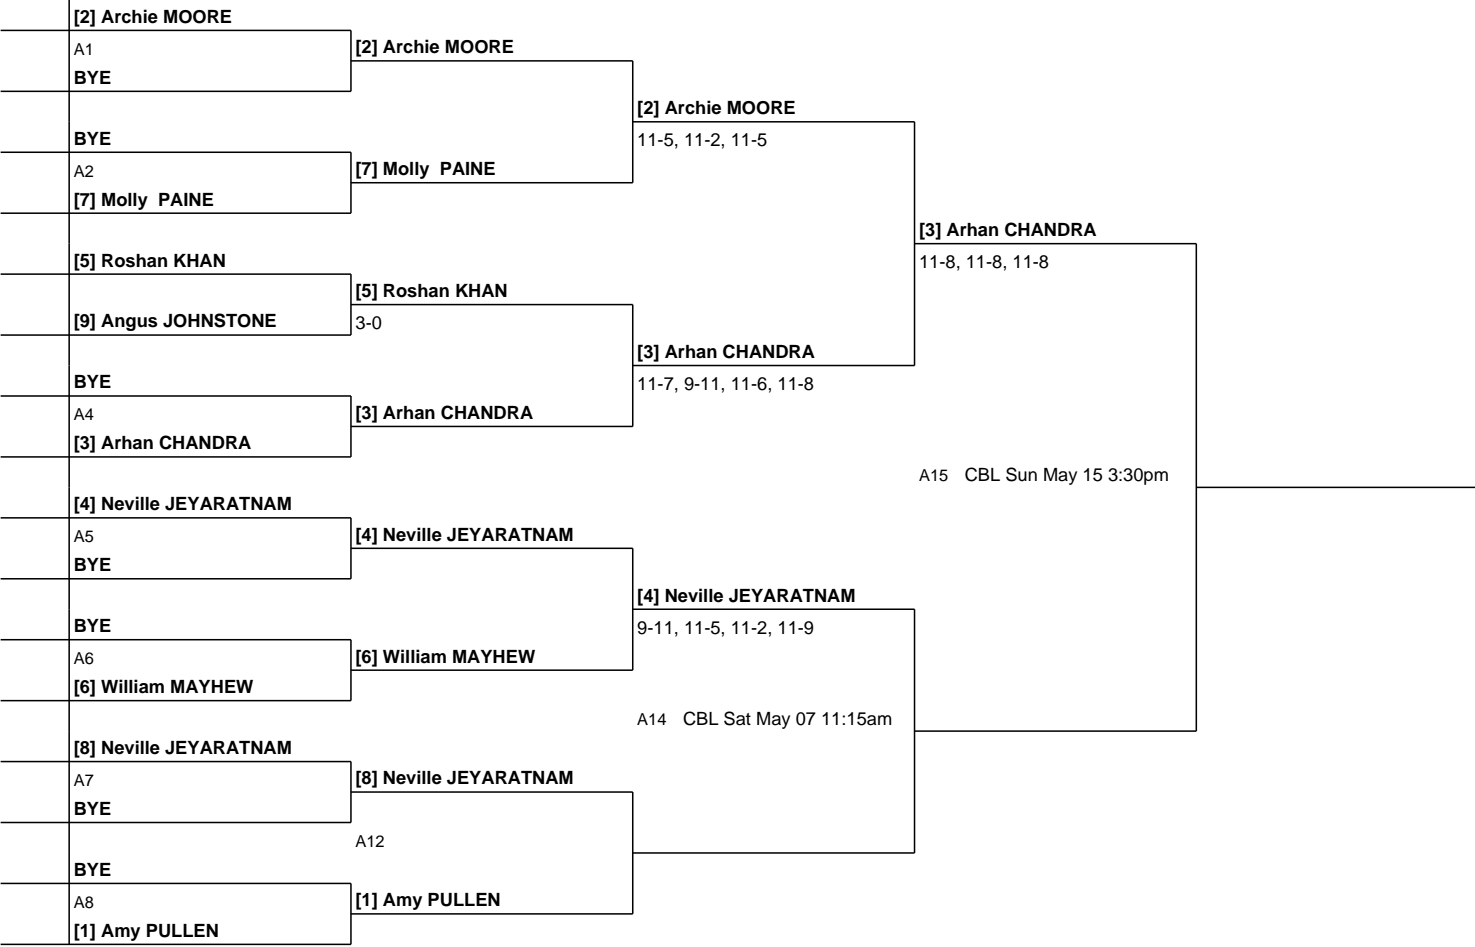 [2] Archie MOORE
A1
BYE
BYE
A2
[7] Molly  PAINE
[5] Roshan KHAN
[9] Angus JOHNSTONE
BYE
A4
[3] Arhan CHANDRA
[4] Neville JEYARATNAM
A5
BYE
BYE
A6
[6] William MAYHEW
[8] Neville JEYARATNAM
A7
BYE
BYE
A8
[1] Amy PULLEN
[2] Archie MOORE
[7] Molly  PAINE
[5] Roshan KHAN
3-0
[3] Arhan CHANDRA
[4] Neville JEYARATNAM
[6] William MAYHEW
[8] Neville JEYARATNAM
A12
[1] Amy PULLEN
[2] Archie MOORE
11-5, 11-2, 11-5
[3] Arhan CHANDRA
11-7, 9-11, 11-6, 11-8
[4] Neville JEYARATNAM
9-11, 11-5, 11-2, 11-9
A14 CBL Sat May 07 11:15am
[3] Arhan CHANDRA
11-8, 11-8, 11-8
A15 CBL Sun May 15 3:30pm